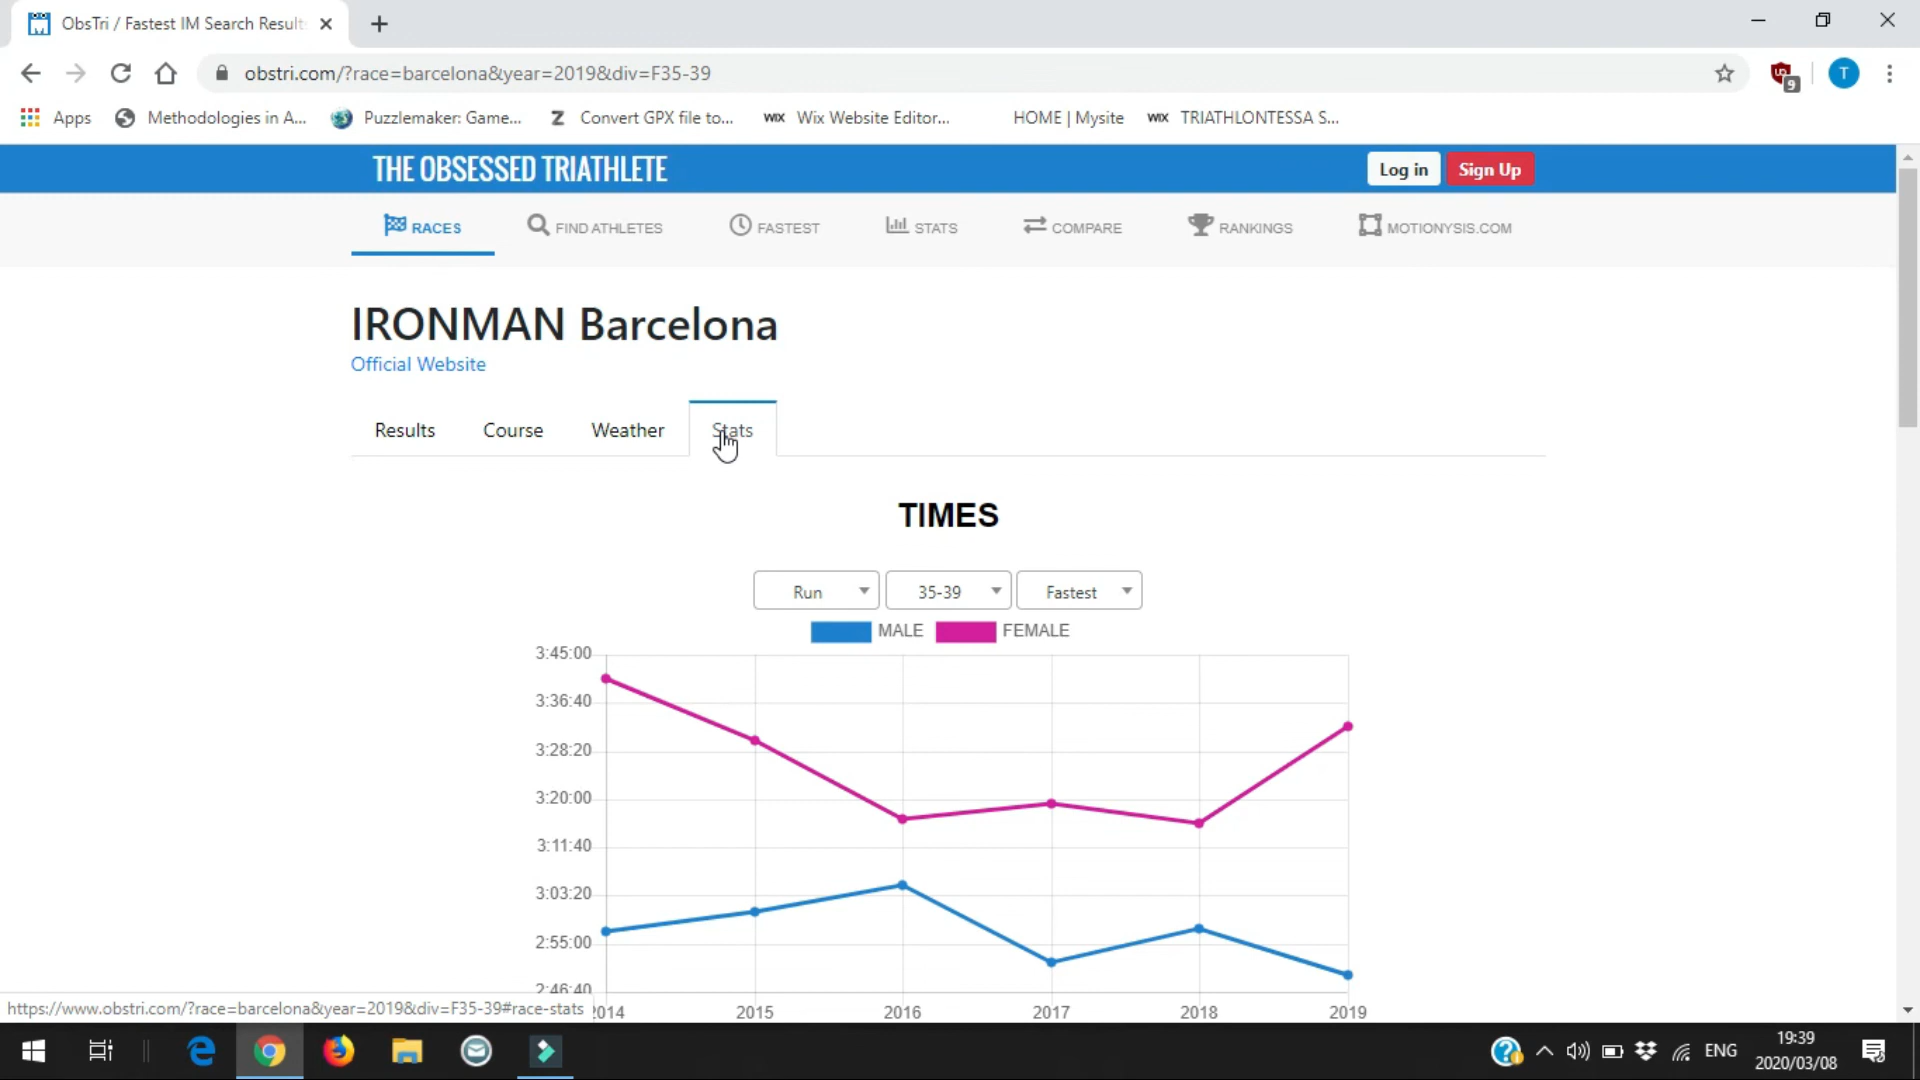 ObsTri / Fastest IM Search Result
obstri.com/?race=barcelona&year=2019&div=F35-39
9
T
Apps
Methodologies in A...
Puzzlemaker: Game...
Z Convert GPX file to...
WIX Wix Website Editor...
HOME | Mysite
WIX TRIATHLONTESSA S...
THE OBSESSED TRIATHLETE
Log in
Sign Up
RACES
FIND ATHLETES
FASTEST
STATS
COMPARE
RANKINGS
MOTIONYSIS.COM
IRONMAN Barcelona
Official Website
Results
Course
Weather
Stats
TIMES
Run
35-39
Fastest
MALE
FEMALE
3:45:00
3:36:40
3:28:20
3:20:00
3:11:40
3:03:20
2:55:00
2:46:40
2014
2015
2016
2017
2018
2019
https://www.obstri.com/?race=barcelona&year=2019&div=F35-39#race-stats
ENG
19:39
2020/03/08